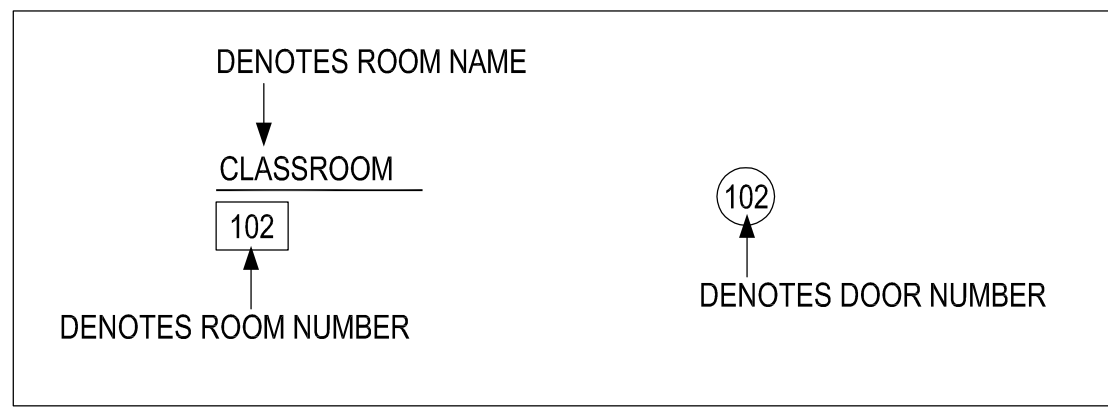 DENOTES ROOM NAME
CLASSROOM
102
DENOTES ROOM NUMBER
102
DENOTES DOOR NUMBER